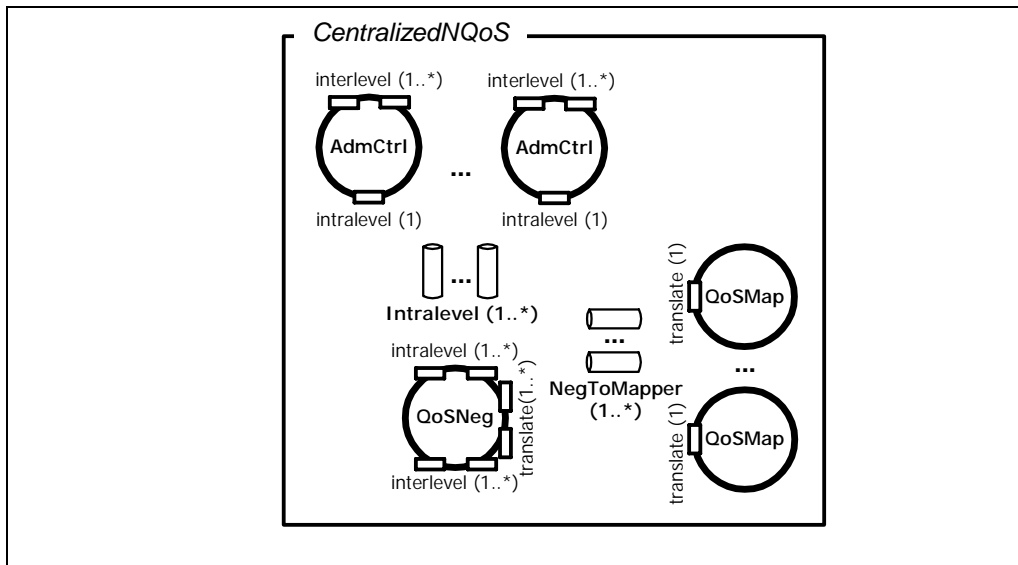 CentralizedNQoS
interlevel (1..*)
interlevel (1..*)
AdmCtrl
...
AdmCtrl
intralevel (1)
intralevel (1)
...
Intralevel (1..*)
translate (1)
QoSMap
...
NegToMapper
(1..*)
...
intralevel (1..*)
translate(1..*)
QoSNeg
interlevel (1..*)
translate (1)
QoSMap